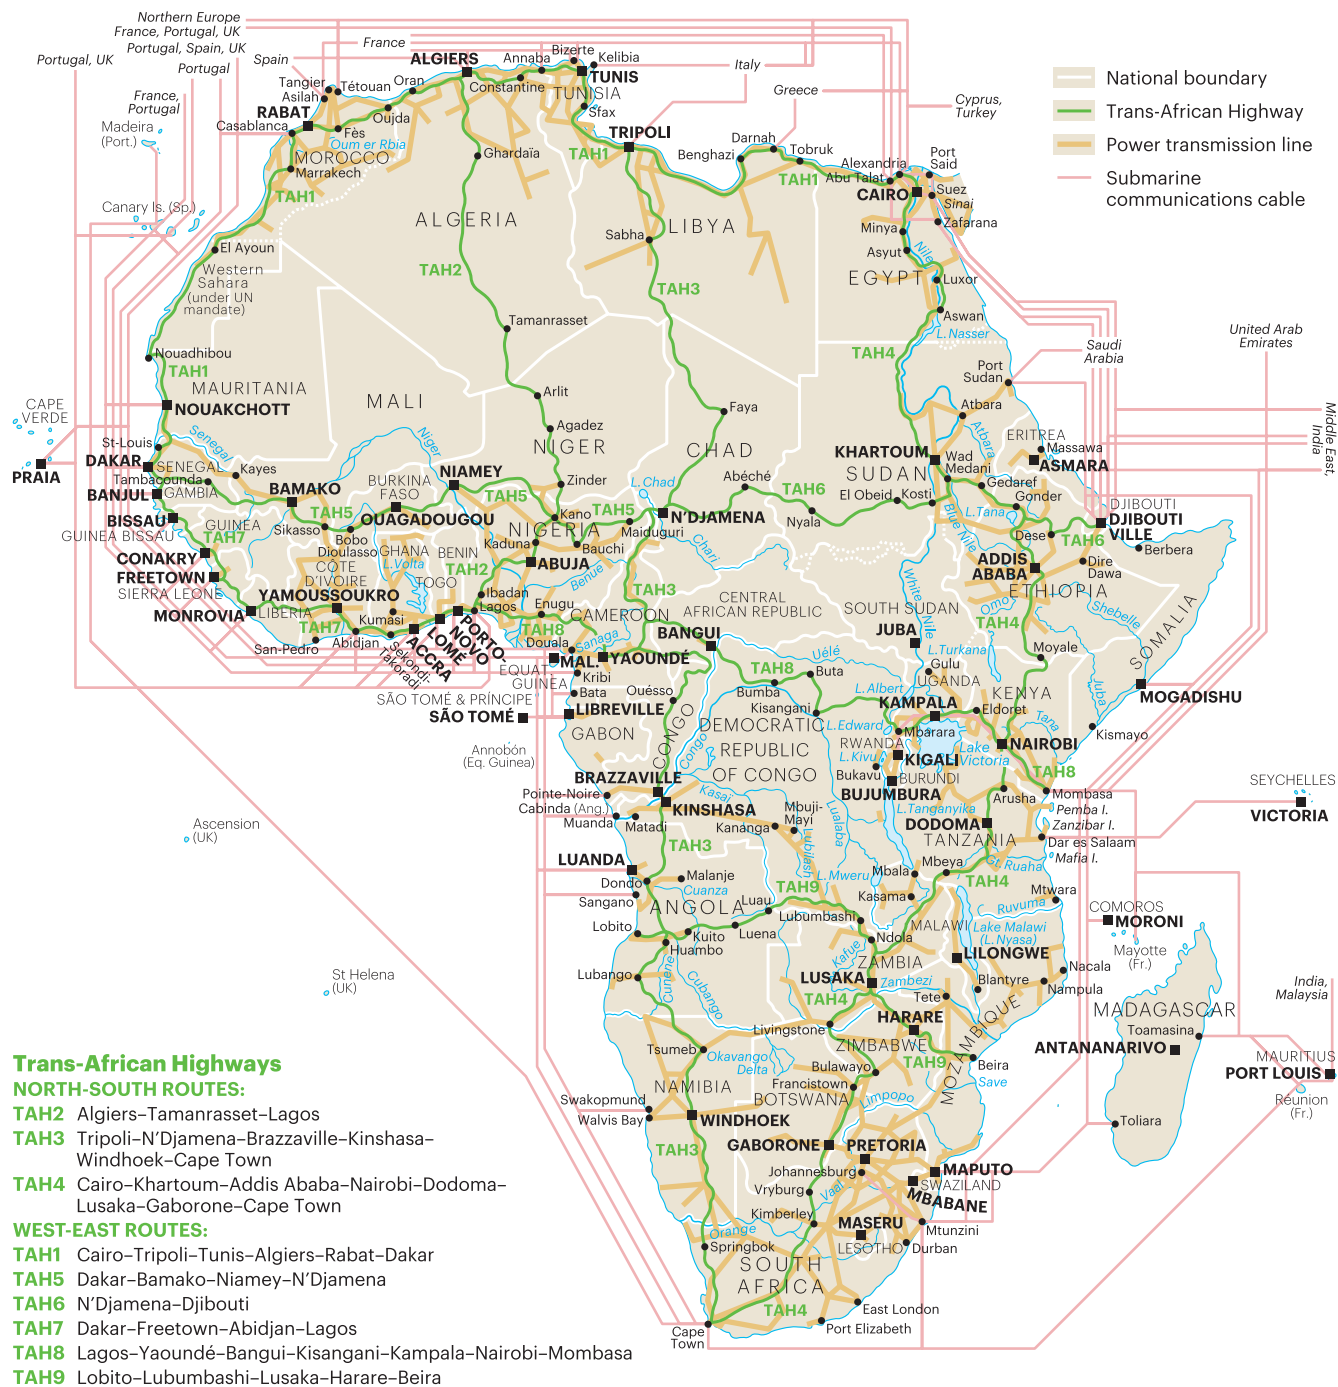 Northern Europe
France, Portugal, UK
Portugal, Spain, UK
Portugal, UK
Portugal
Spain
France
France,
Portugal
Italy
Greece
Cyprus,
Turkey
National boundary
Trans-African Highway
Power transmission line
Submarine
communications cable
Madeira
(Port.)
Canary Is. (Sp.)
ALGIERS
Annaba
Bizerte
Kelibia
TUNIS
Constantine
TUNISIA
Sfax
Tangier
Tétouan
Asilah
Oran
RABAT
Casablanca
Fès
Oujda
Oum er Rbia
MOROCCO
Marrakech
TAH1
Ghardaïa
TRIPOLI
TAH1
Benghazi
Darnah
Tobruk
TAH1
Alexandria
Abu Talat
Port
Said
CAIRO
Suez
Sinai
Zafarana
Minya
Asyut
Nile
EGYPT
Luxor
Aswan
L. Nasser
ALGERIA
LIBYA
Sabha
TAH2
TAH3
TAH4
El Ayoun
Western
Sahara
(under UN
mandate)
Tamanrasset
Nouadhibou
TAH1
MAURITANIA
NOUAKCHOTT
MALI
Arlit
Agadez
NIGER
Faya
CHAD
Port
Sudan
Saudi
Arabia
United Arab
Emirates
Middle East,
India
Atbara
Atbara
ERITREA
Massawa
ASMARA
CAPE
VERDE
PRAIA
St-Louis
Senegal
DAKAR
SENEGAL
Tambacounda
Kayes
BANJUL
GAMBIA
BAMAKO
BISSAU
GUINEA BISSAU
GUINEA
TAH7
CONAKRY
FREETOWN
SIERRA LEONE
MONROVIA
LIBERIA
Sikasso
TAH5
Bobo
Dioulasso
BURKINA
FASO
OUAGADOUGOU
Niger
NIAMEY
TAH5
Zinder
Kano
TAH5
NIGERIA
Maiduguri
Kaduna
Bauchi
ABUJA
Benue
L. Chad
N'DJAMENA
Chari
Abéché
TAH6
Nyala
El Obeid
Kosti
KHARTOUM
SUDAN
Wad
Medani
Gedaref
Gonder
L. Tana
Blue Nile
Dese
TAH6
DJIBOUTI
DJIBOUTI
VILLE
Berbera
Dire
Dawa
ADDIS
ABABA
ETHIOPIA
Omo
Shebelle
TAH4
SOMALIA
GHANA
L. Volta
CÔTE
D'IVOIRE
YAMOUSSOUKRO
BENIN
TOGO
TAH2
Ibadan
Lagos
TAH7
San-Pedro
Abidjan
Kumasi
Sekondi-
Takoradi
ACCRA
LOMÉ
PORTO
NOVO
Enugu
TAH8
CAMEROON
TAH3
Sanaga
Douala
MAL.
YAOUNDÉ
EQUAT.
GUINEA
Kribi
Bata
SÃO TOMÉ & PRÍNCIPE
SÃO TOMÉ
LIBREVILLE
GABON
Annobón
(Eq. Guinea)
Ouésso
CONGO
Congo
CENTRAL
AFRICAN REPUBLIC
BANGUI
TAH8
Bumba
Kisangani
Buta
Uélé
SOUTH SUDAN
JUBA
White Nile
L. Turkana
Gulu
UGANDA
L. Albert
KAMPALA
Eldoret
KENYA
Moyale
Juba
MOGADISHU
Kismayo
Tana
DEMOCRATIC
REPUBLIC
OF CONGO
L. Edward
Mbarara
RWANDA
L. Kivu
KIGALI
Lake
Victoria
NAIROBI
TAH8
Bukavu
BURUNDI
BUJUMBURA
L. Tanganyika
Arusha
Mombasa
Pemba I.
Zanzibar I.
Dar es Salaam
Mafia I.
DODOMA
TANZANIA
Gt. Ruaha
TAH4
Mbeya
Mbala
Kasama
Mtwara
Ruvuma
SEYCHELLES
VICTORIA
BRAZZAVILLE
Pointe-Noire
Cabinda (Ang.)
Muanda
Matadi
KINSHASA
Kasai
Kananga
Mbuji-
Mayi
Lubilash
Lualaba
L. Mweru
TAH3
Ascension
(UK)
LUANDA
Dondo
Malanje
Cuanza
Sangano
ANGOLA
Luau
TAH9
Lubumbashi
Lobito
Kuito
Luena
Huambo
Ndola
Kafue
ZAMBIA
Lubango
Cunene
Cubango
LUSAKA
Zambezi
TAH4
MALAWI
Lake Malawi
(L. Nyasa)
LILONGWE
Blantyre
Nacala
Nampula
Tete
COMOROS
MORONI
Mayotte
(Fr.)
MADAGASCAR
Toamasina
ANTANANARIVO
Toliara
India,
Malaysia
MAURITIUS
PORT LOUIS
Réunion
(Fr.)
St Helena
(UK)
Livingstone
HARARE
ZIMBABWE
TAH9
MOZAMBIQUE
Beira
Save
Tsumeb
Okavango
Delta
NAMIBIA
Bulawayo
Francistown
BOTSWANA
Limpopo
Swakopmund
Walvis Bay
WINDHOEK
TAH3
GABORONE
PRETORIA
Johannesburg
MAPUTO
SWAZILAND
MBABANE
Vryburg
Vaal
Kimberley
MASERU
LESOTHO
Mtunzini
Durban
Orange
Springbok
SOUTH
AFRICA
TAH4
East London
Port Elizabeth
Cape
Town
Trans-African Highways
NORTH-SOUTH ROUTES:
TAH2 Algiers–Tamanrasset–Lagos
TAH3 Tripoli–N'Djamena–Brazzaville–Kinshasa–
Windhoek–Cape Town
TAH4 Cairo–Khartoum–Addis Ababa–Nairobi–Dodoma–
Lusaka–Gaborone–Cape Town
WEST-EAST ROUTES:
TAH1 Cairo–Tripoli–Tunis–Algiers–Rabat–Dakar
TAH5 Dakar–Bamako–Niamey–N'Djamena
TAH6 N'Djamena–Djibouti
TAH7 Dakar–Freetown–Abidjan–Lagos
TAH8 Lagos–Yaoundé–Bangui–Kisangani–Kampala–Nairobi–Mombasa
TAH9 Lobito–Lubumbashi–Lusaka–Harare–Beira